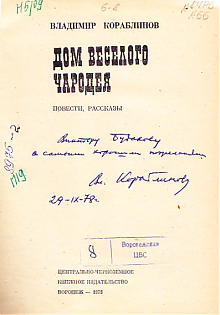 ВЛАДИМИР КОРАБЛИНОВ
ДОМ ВЕСЕЛОГО
ЧАРОДЕЯ
ПОВЕСТИ, РАССКАЗЫ
Виктору Будакову
с самыми хорошими пожеланиями
Вл. Кораблинов
29-IX-78г.
8
Воронежская
ЦБС
ЦЕНТРАЛЬНО-ЧЕРНОЗЕМНОЕ
КНИЖНОЕ ИЗДАТЕЛЬСТВО
ВОРОНЕЖ — 1978